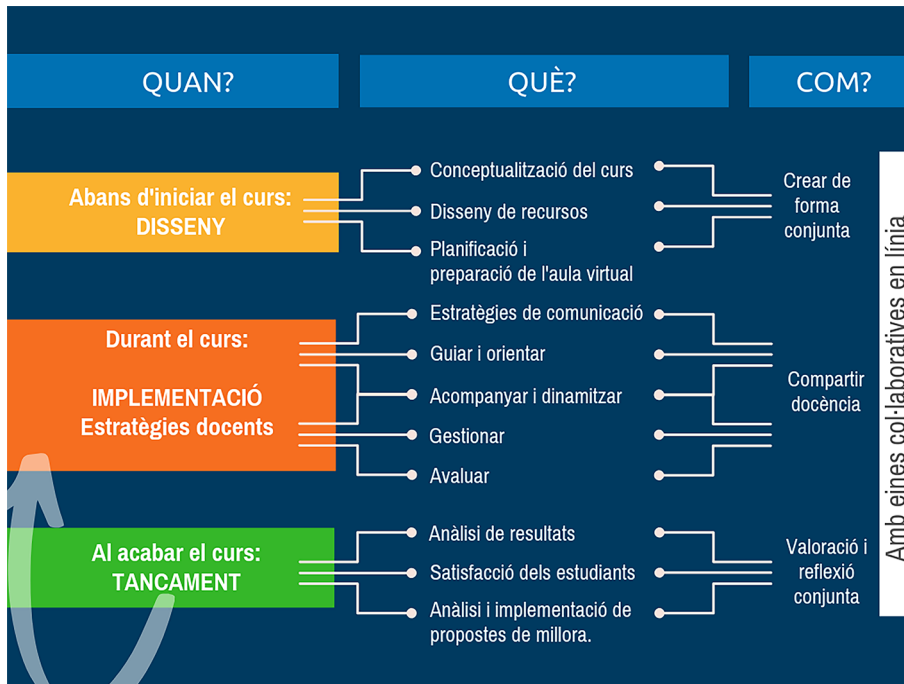 QUAN?
QUÈ?
COM?
Abans d'iniciar el curs:
DISSENY
Conceptualització del curs
Disseny de recursos
Planificació i
preparació de l'aula virtual
Crear de
forma
conjunta
Durant el curs:
IMPLEMENTACIÓ
Estratègies docents
Estratègies de comunicació
Guiar i orientar
Acompanyar i dinamitzar
Gestionar
Avaluar
Compartir
docència
Al acabar el curs:
TANCAMENT
Anàlisi de resultats
Satisfacció dels estudiants
Anàlisi i implementació de
propostes de millora.
Valoració i
reflexió
conjunta
Amb eines col·laboratives en línia